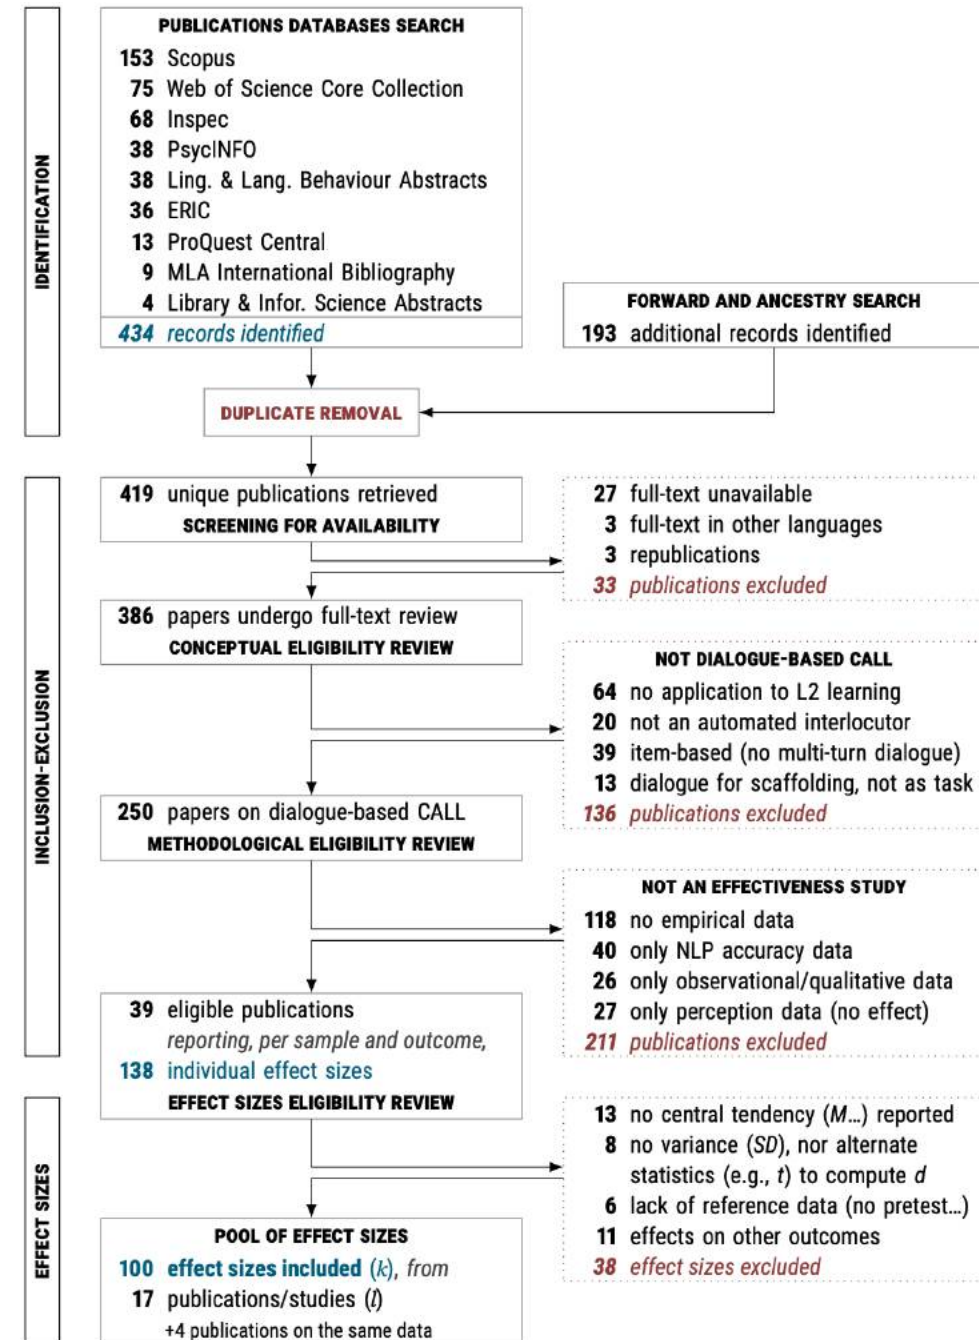 IDENTIFICATION
PUBLICATIONS DATABASES SEARCH
153 Scopus
75 Web of Science Core Collection
68 Inspec
38 PsycINFO
38 Ling. & Lang. Behaviour Abstracts
36 ERIC
13 ProQuest Central
9 MLA International Bibliography
4 Library & Infor. Science Abstracts
434 records identified
FORWARD AND ANCESTRY SEARCH
193 additional records identified
DUPLICATE REMOVAL
INCLUSION-EXCLUSION
419 unique publications retrieved
SCREENING FOR AVAILABILITY
27 full-text unavailable
3 full-text in other languages
3 republications
33 publications excluded
386 papers undergo full-text review
CONCEPTUAL ELIGIBILITY REVIEW
NOT DIALOGUE-BASED CALL
64 no application to L2 learning
20 not an automated interlocutor
39 item-based (no multi-turn dialogue)
13 dialogue for scaffolding, not as task
136 publications excluded
250 papers on dialogue-based CALL
METHODOLOGICAL ELIGIBILITY REVIEW
NOT AN EFFECTIVENESS STUDY
118 no empirical data
40 only NLP accuracy data
26 only observational/qualitative data
27 only perception data (no effect)
211 publications excluded
39 eligible publications
reporting, per sample and outcome,
138 individual effect sizes
EFFECT SIZES ELIGIBILITY REVIEW
EFFECT SIZES
13 no central tendency (M...) reported
8 no variance (SD), nor alternate
statistics (e.g., t) to compute d
6 lack of reference data (no pretest...)
11 effects on other outcomes
38 effect sizes excluded
POOL OF EFFECT SIZES
100 effect sizes included (k), from
17 publications/studies (l)
+4 publications on the same data